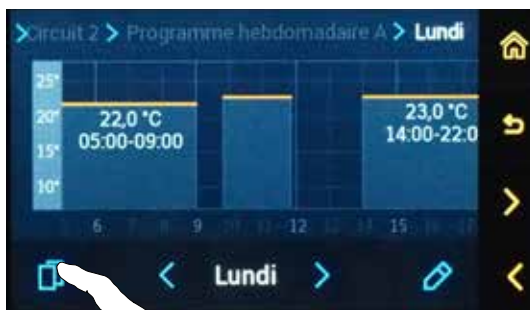 Circuit 2 > Programme hebdomadaire A > Lundi
25°
20°
15°
10°
22,0 °C
05:00-09:00
23,0 °C
14:00-22:0
6 9 12 15
Lundi